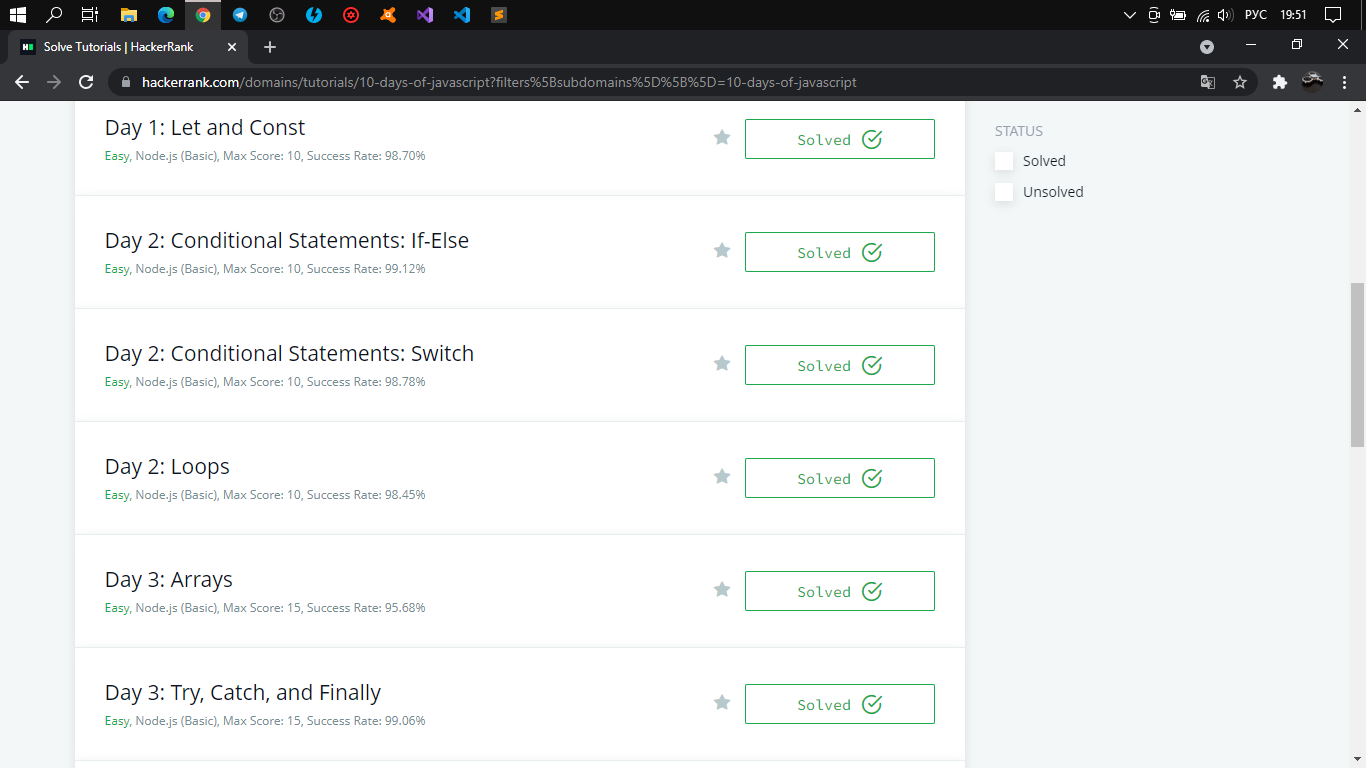 РУС
19:51
Solve Tutorials | HackerRank
hackerrank.com/domains/tutorials/10-days-of-javascript?filters%5Bsubdomains%5D%5B%5D=10-days-of-javascript
Day 1: Let and Const
Easy, Node.js (Basic), Max Score: 10, Success Rate: 98.70%
Solved
Day 2: Conditional Statements: If-Else
Easy, Node.js (Basic), Max Score: 10, Success Rate: 99.12%
Solved
Day 2: Conditional Statements: Switch
Easy, Node.js (Basic), Max Score: 10, Success Rate: 98.78%
Solved
Day 2: Loops
Easy, Node.js (Basic), Max Score: 10, Success Rate: 98.45%
Solved
Day 3: Arrays
Easy, Node.js (Basic), Max Score: 15, Success Rate: 95.68%
Solved
Day 3: Try, Catch, and Finally
Easy, Node.js (Basic), Max Score: 15, Success Rate: 99.06%
Solved
STATUS
Solved
Unsolved